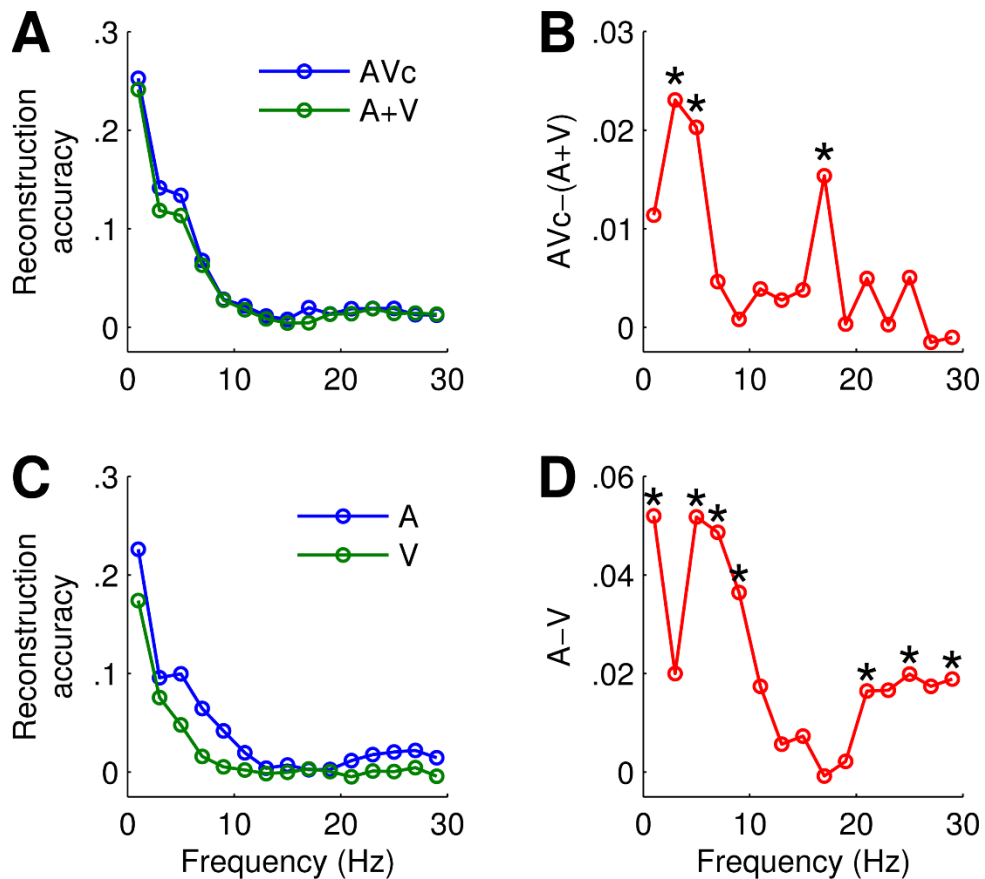 A
.3
.2
.1
0
Reconstruction
accuracy
AVc
A+V
0 10 20 30
B
.03
.02
.01
0
AVc−(A+V)
* * *
0 10 20 30
C
.3
.2
.1
0
Reconstruction
accuracy
A
V
0 10 20 30
Frequency (Hz)
D
.06
.04
.02
0
A−V
* * * * * * *
0 10 20 30
Frequency (Hz)